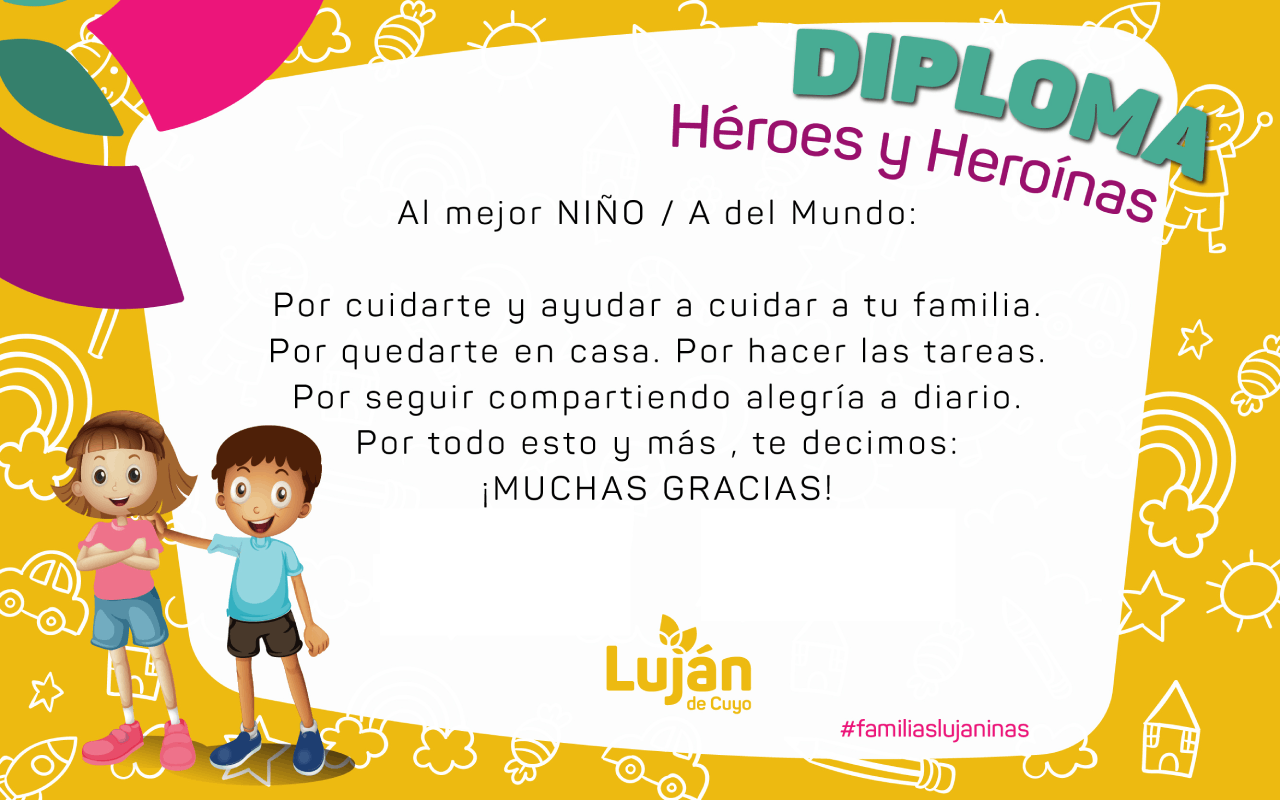 DIPLOMA
Héroes y Heroínas
Al mejor NIÑO / A del Mundo:
Por cuidarte y ayudar a cuidar a tu familia.
Por quedarte en casa. Por hacer las tareas.
Por seguir compartiendo alegría a diario.
Por todo esto y más , te decimos:
¡MUCHAS GRACIAS!
Luján
de Cuyo
#familiaslujaninas